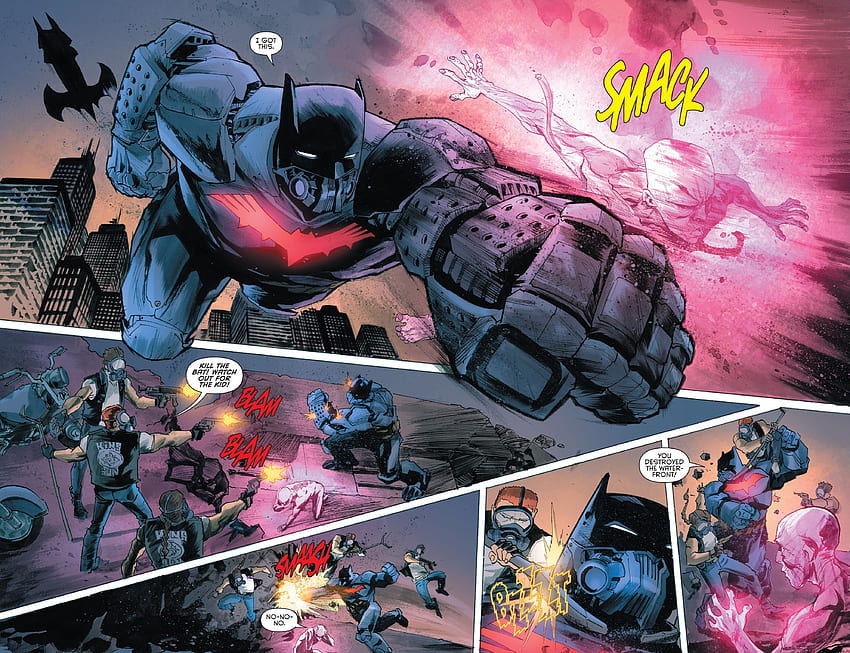 I GOT
THIS.
SMACK
KILL THE
BAT! WATCH
OUT FOR
THE KID!
BLAM
BLAM
SMAASH
NO-NO-
NO.
YOU
DESTROYED
THE WATER-
FRONT!